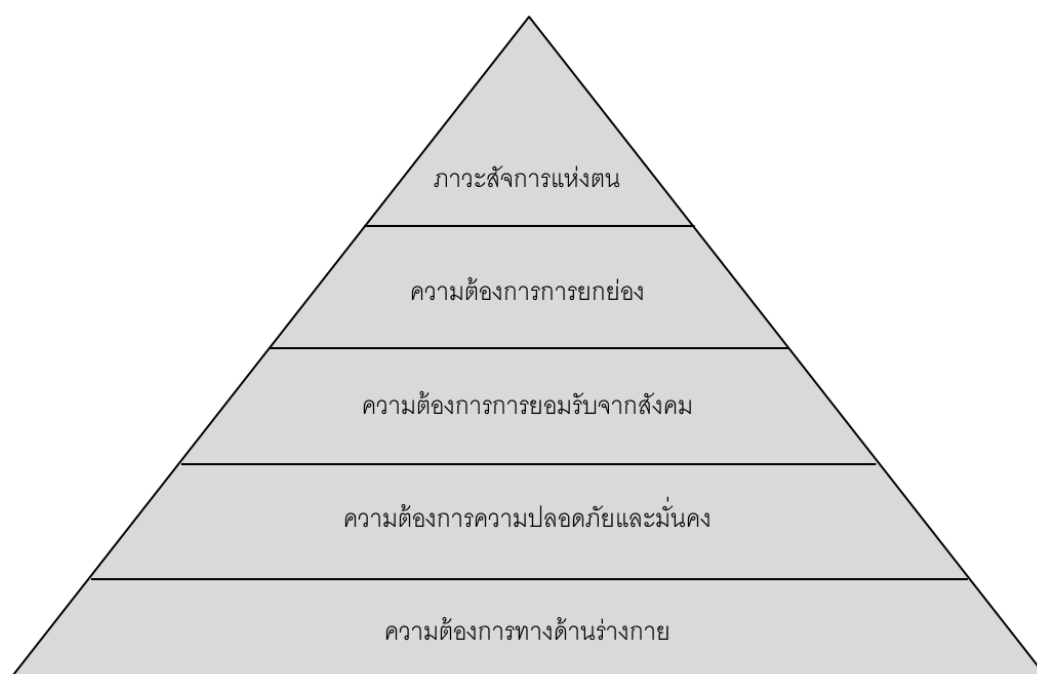 ภาวะสัจการแห่งตน
ความต้องการการยกย่อง
ความต้องการการยอมรับจากสังคม
ความต้องการความปลอดภัยและมั่นคง
ความต้องการทางด้านร่างกาย